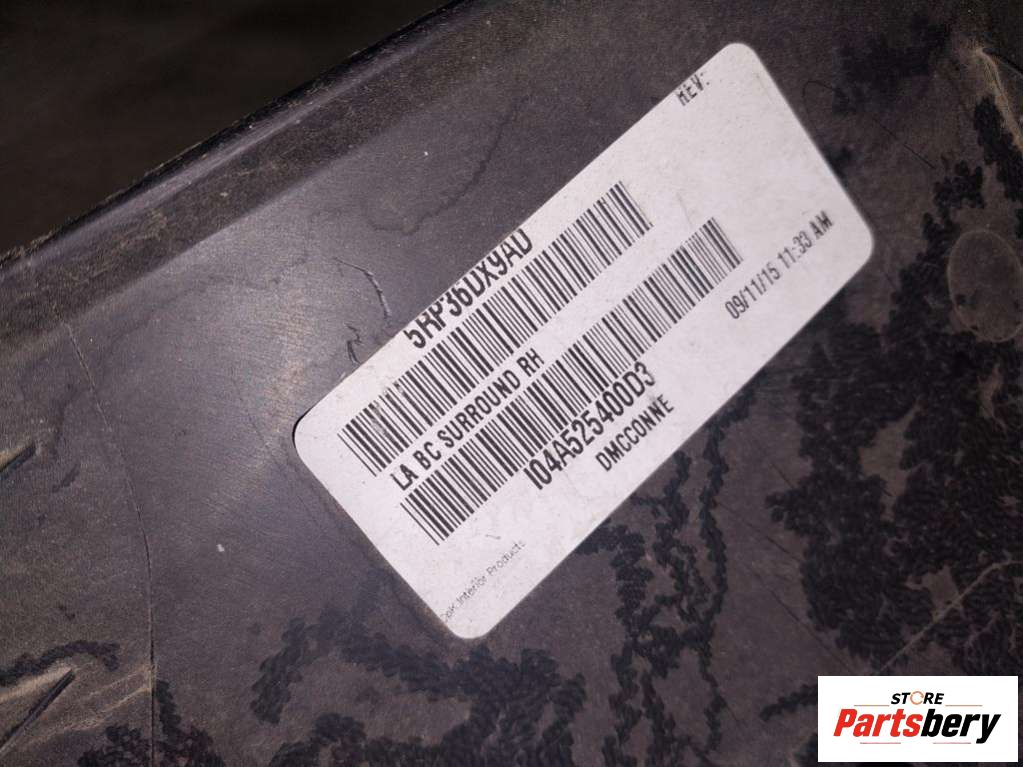 REV:
5RP36DX9AD
LA BC SURROUND RH
I04A525400D3
DMCCONNE
09/11/15 11:33 AM
Interior Products
STORE
Partsbery